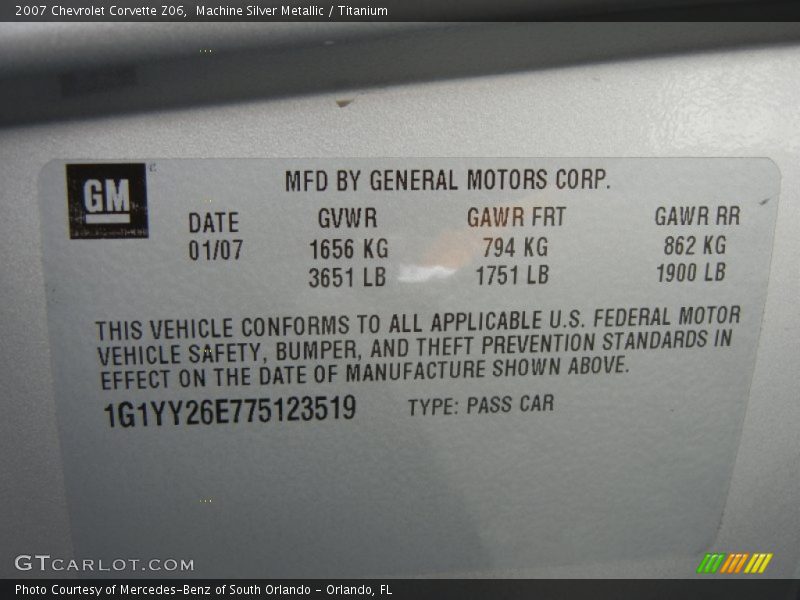 2007 Chevrolet Corvette Z06,  Machine Silver Metallic / Titanium
GM
MFD BY GENERAL MOTORS CORP.
DATE GVWR GAWR FRT GAWR RR
01/07 1656 KG 794 KG 862 KG
3651 LB 1751 LB 1900 LB
THIS VEHICLE CONFORMS TO ALL APPLICABLE U.S. FEDERAL MOTOR
VEHICLE SAFETY, BUMPER, AND THEFT PREVENTION STANDARDS IN
EFFECT ON THE DATE OF MANUFACTURE SHOWN ABOVE.
1G1YY26E775123519 TYPE: PASS CAR
GTCARLOT.COM
Photo Courtesy of Mercedes-Benz of South Orlando - Orlando, FL